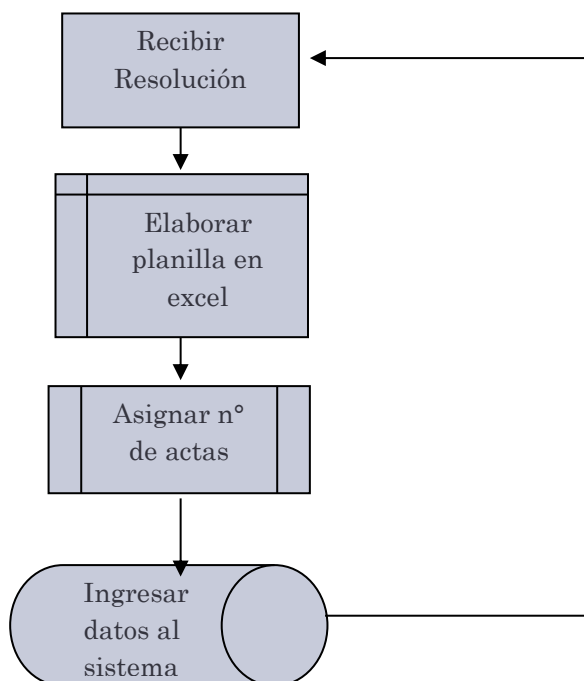 Recibir
Resolución
Elaborar
planilla en
excel
Asignar n°
de actas
Ingresar
datos al
sistema